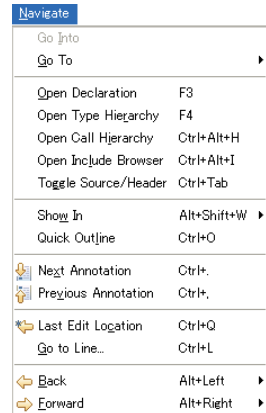 Navigate
Go Into
Go To
Open Declaration F3
Open Type Hierarchy F4
Open Call Hierarchy Ctrl+Alt+H
Open Include Browser Ctrl+Alt+I
Toggle Source/Header Ctrl+Tab
Show In Alt+Shift+W
Quick Outline Ctrl+O
Next Annotation Ctrl+.
Previous Annotation Ctrl+,
Last Edit Location Ctrl+Q
Go to Line... Ctrl+L
Back Alt+Left
Forward Alt+Right